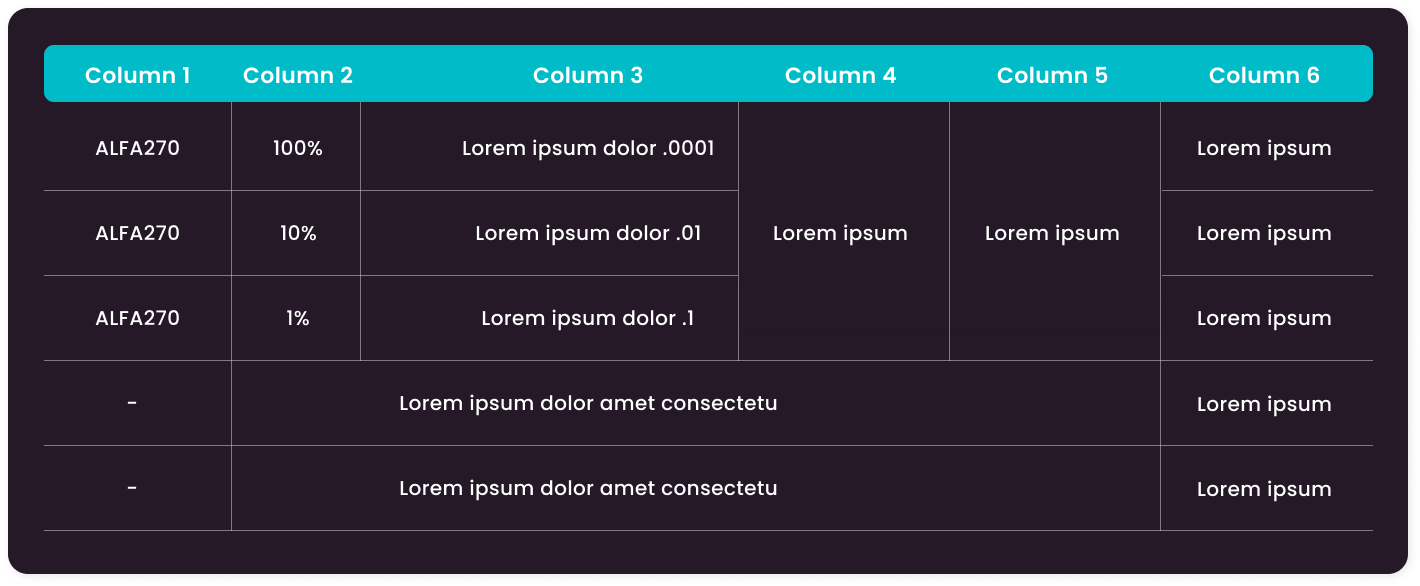 Column 1 Column 2 Column 3 Column 4 Column 5 Column 6
ALFA270 100% Lorem ipsum dolor .0001 Lorem ipsum
ALFA270 10% Lorem ipsum dolor .01 Lorem ipsum Lorem ipsum Lorem ipsum
ALFA270 1% Lorem ipsum dolor .1 Lorem ipsum
- Lorem ipsum dolor amet consectetu Lorem ipsum
- Lorem ipsum dolor amet consectetu Lorem ipsum